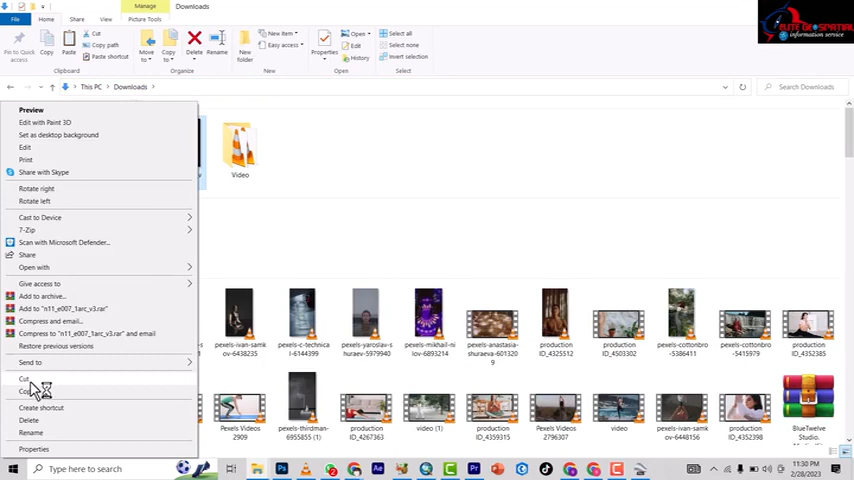 Manage
Downloads
File
Home
Share
View
Picture Tools
Pin to Quick access
Copy
Paste
Cut
Copy path
Paste shortcut
Clipboard
Move to
Copy to
Delete
Rename
Organize
New folder
New item
Easy access
New
Properties
Open
Edit
History
Open
Select all
Select none
Invert selection
Select
information service
This PC
Downloads
Search Downloads
Preview
Edit with Paint 3D
Set as desktop background
Edit
Print
Share with Skype
Rotate right
Rotate left
Cast to Device
7-Zip
Scan with Microsoft Defender...
Share
Open with
Give access to
Add to archive...
Add to "n11_e007_1arc_v3.rar"
Compress and email...
Compress to "n11_e007_1arc_v3.rar" and email
Restore previous versions
Send to
Cut
Create shortcut
Delete
Rename
Properties
Video
pexels-ivan-samkov-6438235
pexels-c-technical-6144399
pexels-yaroslav-shuraev-5979940
pexels-mikhail-nilov-6893214
pexels-anastasia-shuraeva-6013209
production ID_4325512
production ID_4503302
pexels-cottonbro-5386411
pexels-cottonbro-5415979
production ID_4352385
Pexels Videos 2909
pexels-thirdman-6955855 (1)
production ID_4267363
video (1)
production ID_4359315
Pexels Videos 2796307
video
pexels-ivan-samkov-6448156
production ID_4352398
BlueTwelve Studio.
Type here to search
11:30 PM
2/28/2023